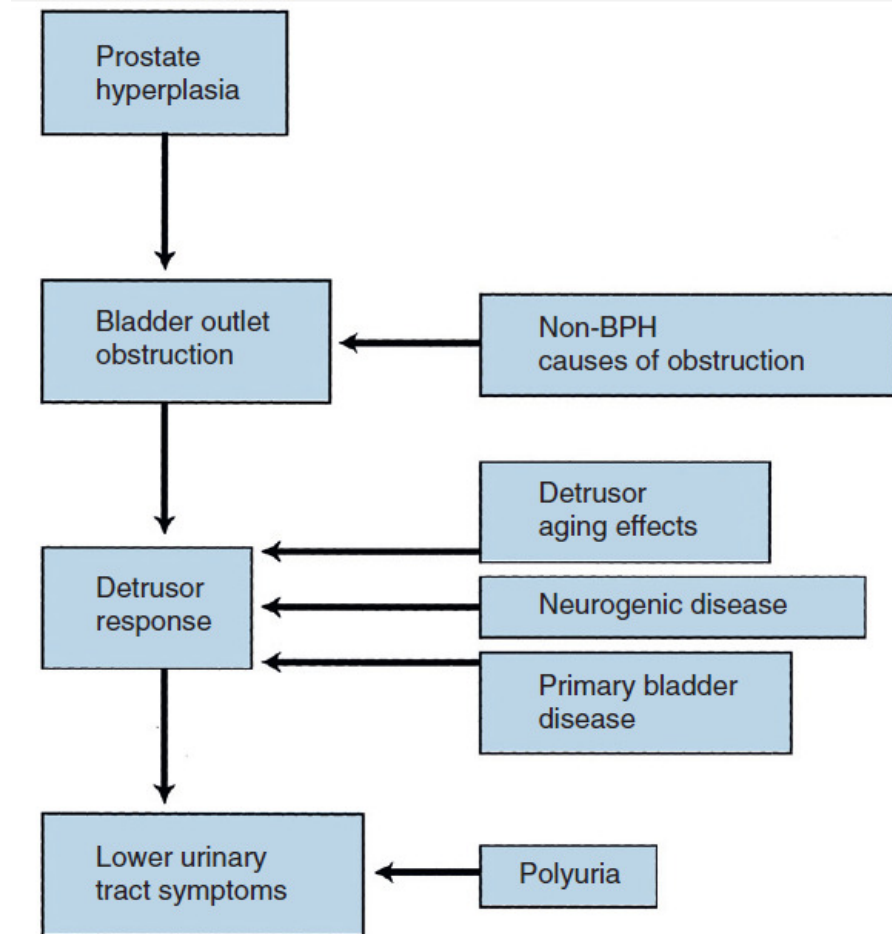 Prostate
hyperplasia
Bladder outlet
obstruction
Non-BPH
causes of obstruction
Detrusor
aging effects
Detrusor
response
Neurogenic disease
Primary bladder
disease
Lower urinary
tract symptoms
Polyuria